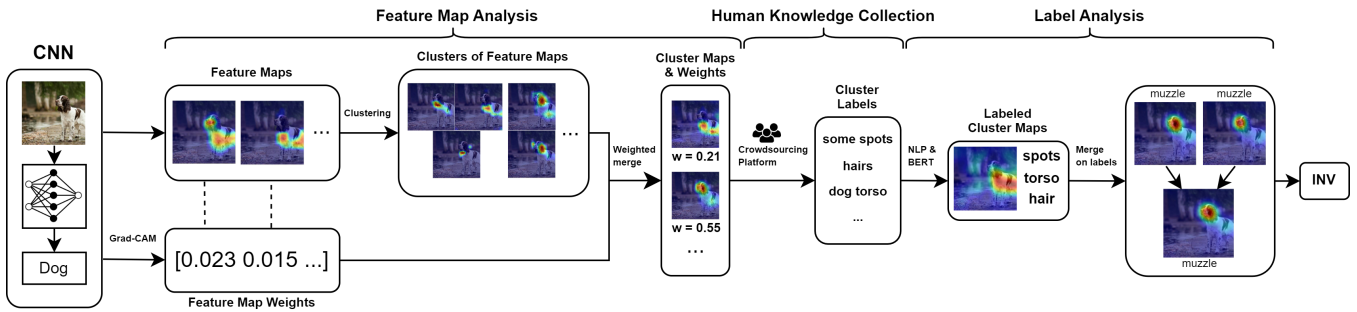 Feature Map Analysis
Human Knowledge Collection
Label Analysis
CNN
Dog
Grad-CAM
Feature Maps
...
Clustering
Clusters of Feature Maps
...
[0.023 0.015 ...]
Feature Map Weights
Weighted
merge
Cluster Maps
& Weights
w = 0.21
w = 0.55
...
Crowdsourcing
Platform
Cluster
Labels
some spots
hairs
dog torso
...
NLP &
BERT
Labeled
Cluster Maps
spots
torso
hair
Merge
on labels
muzzle
muzzle
muzzle
INV